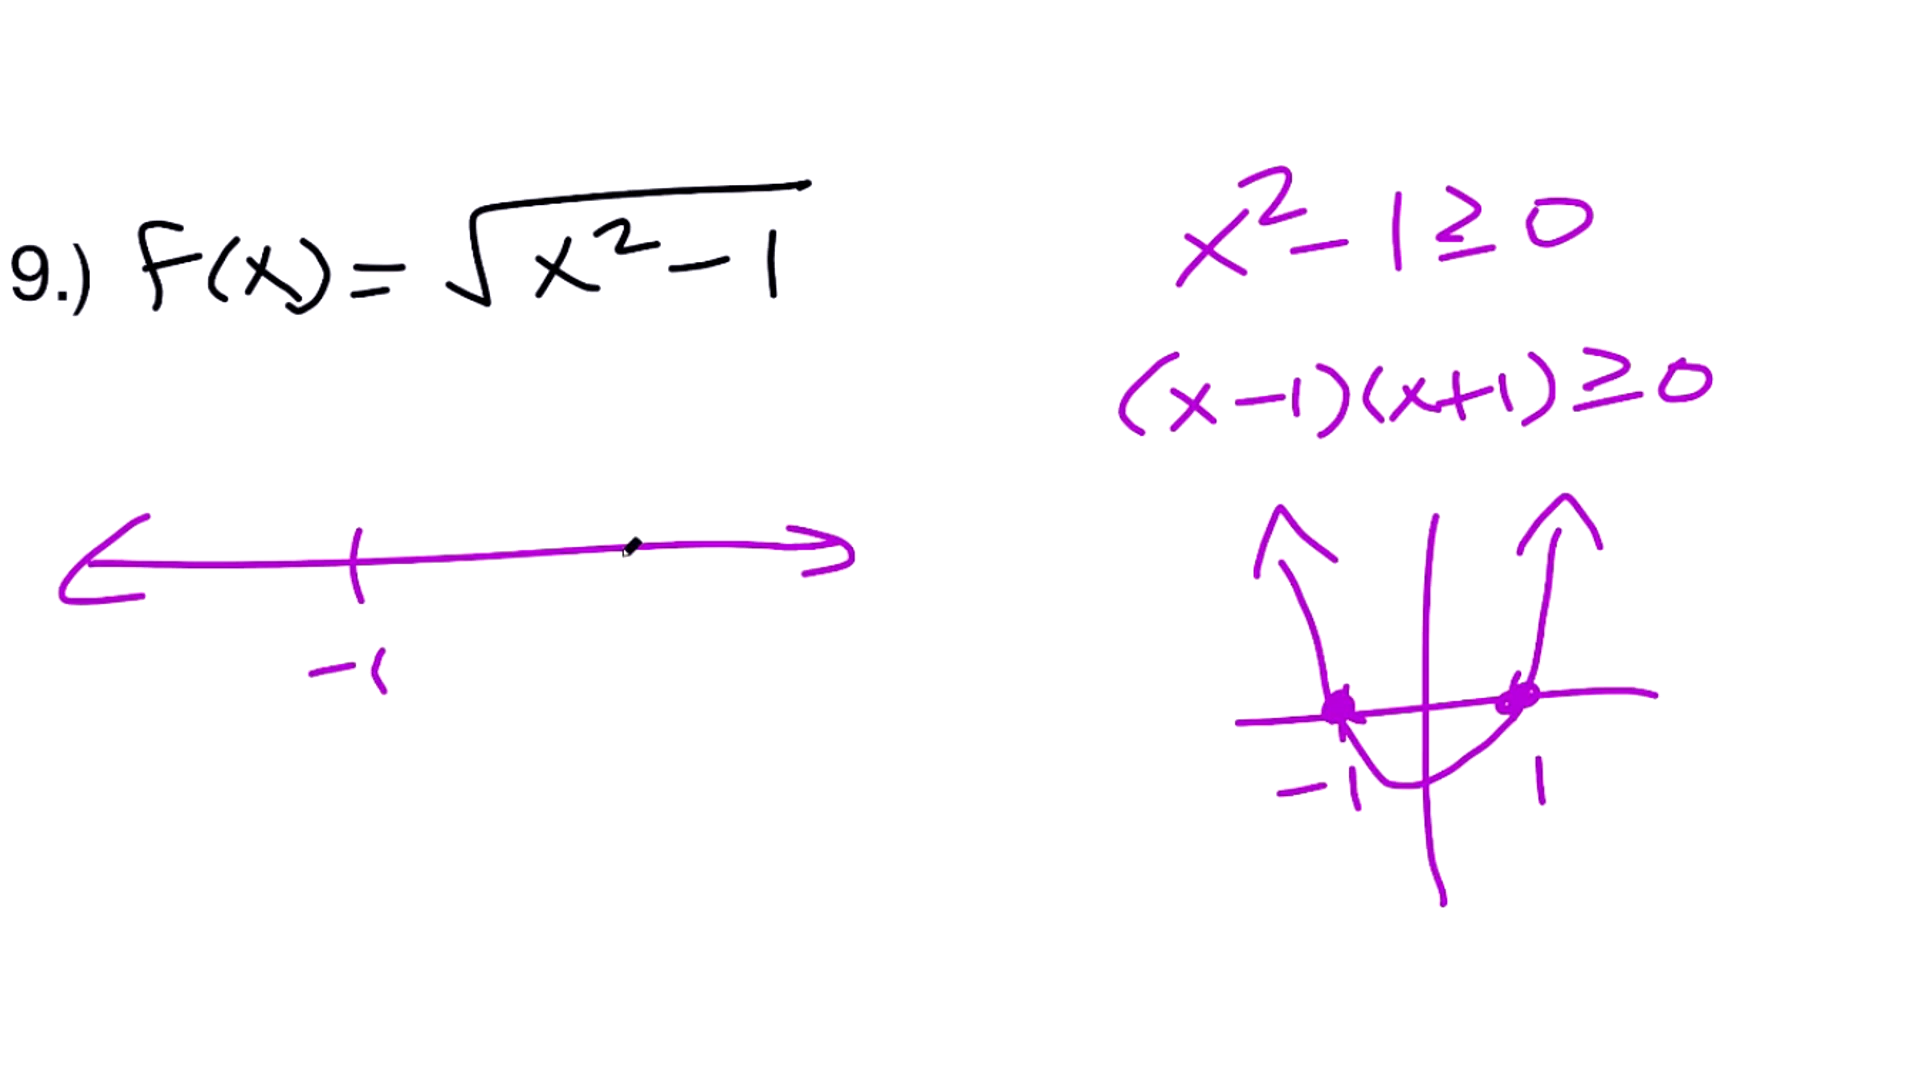 9.) F(x) = √(x² - 1)
x² - 1 ≥ 0
(x - 1)(x + 1) ≥ 0
-1
-1 1